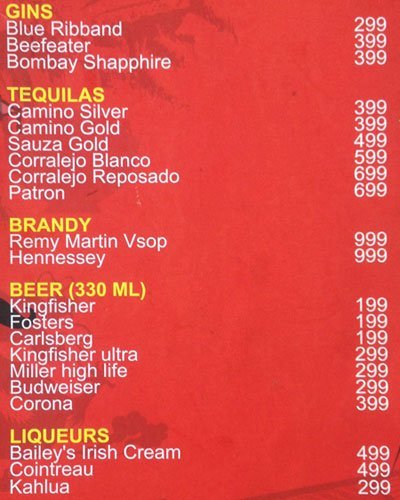 GINS
Blue Ribband 299
Beefeater 399
Bombay Shapphire 399
TEQUILAS
Camino Silver 399
Camino Gold 399
Sauza Gold 499
Corralejo Blanco 599
Corralejo Reposado 699
Patron 699
BRANDY
Remy Martin Vsop 999
Hennessey 999
BEER (330 ML)
Kingfisher 199
Fosters 199
Carlsberg 199
Kingfisher ultra 299
Miller high life 299
Budweiser 299
Corona 399
LIQUEURS
Bailey's Irish Cream 499
Cointreau 499
Kahlua 299